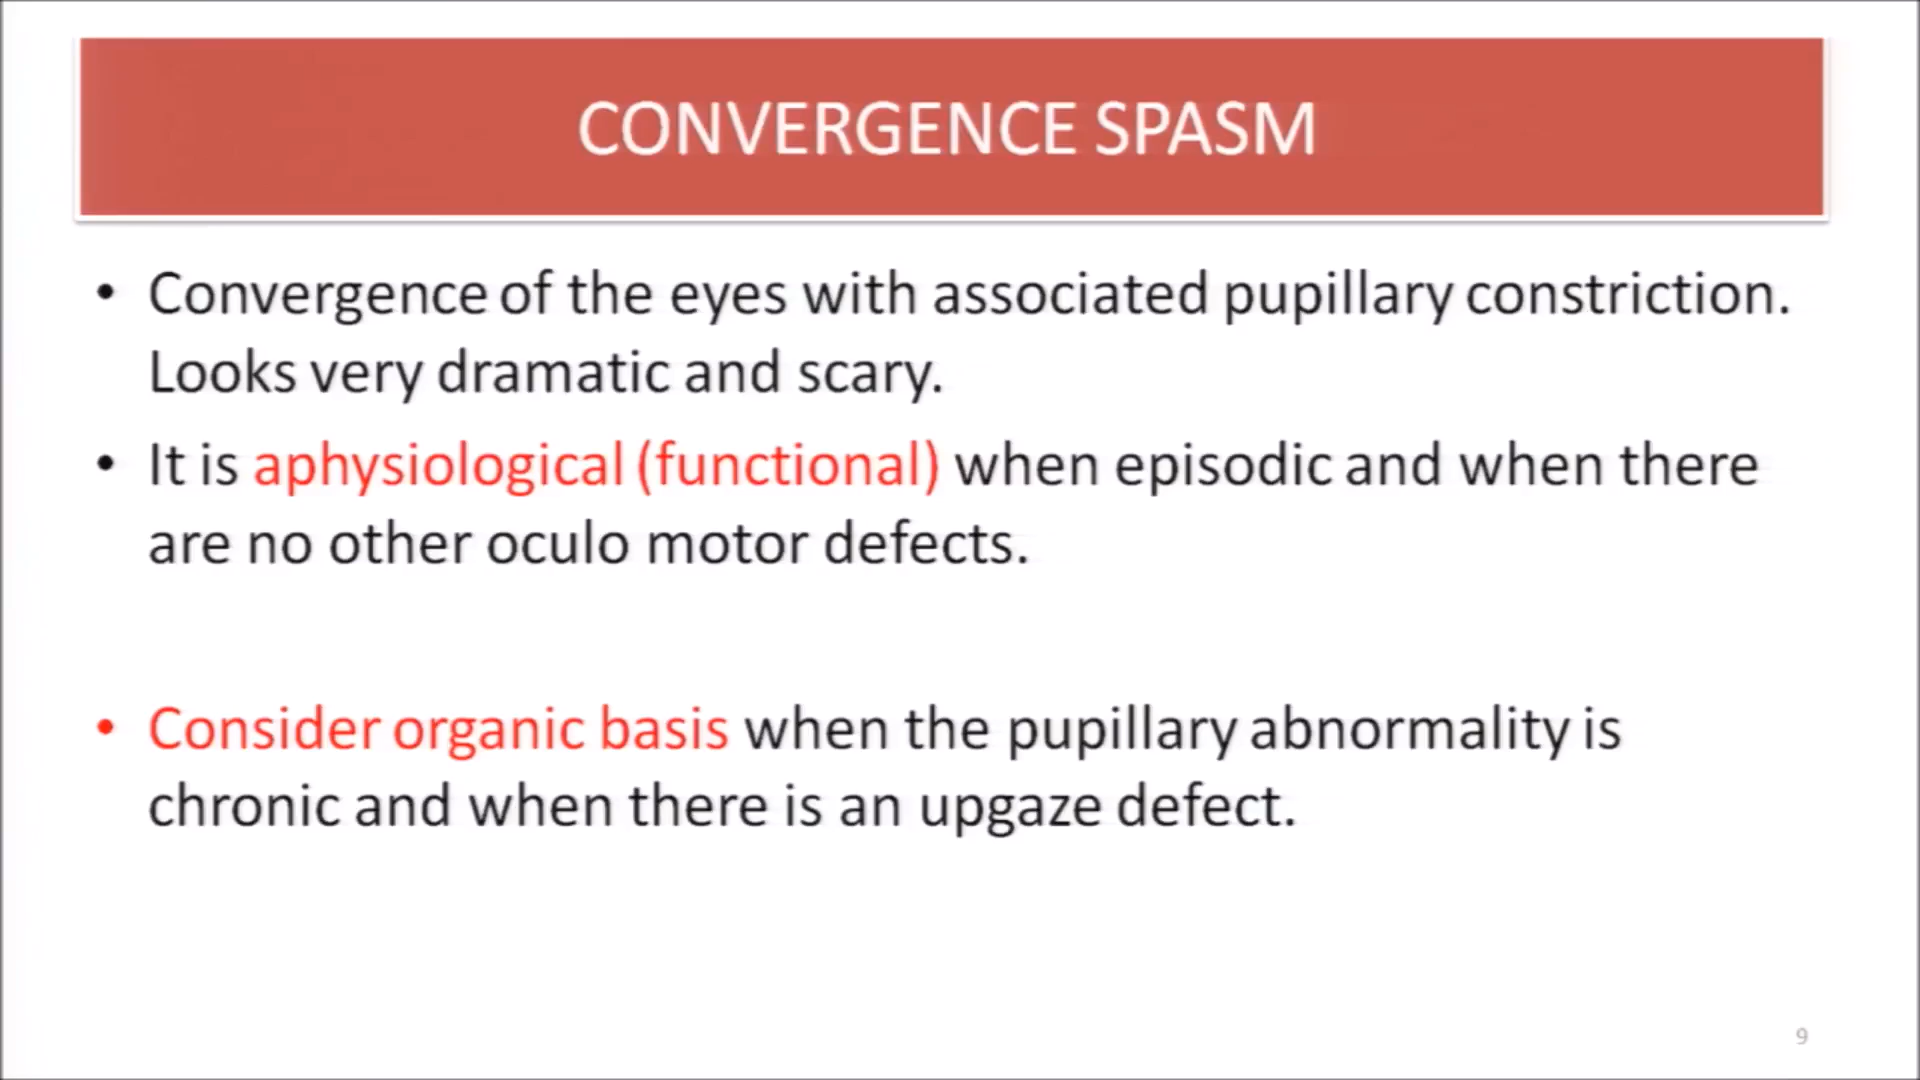 CONVERGENCE SPASM
• Convergence of the eyes with associated pupillary constriction.
Looks very dramatic and scary.
• It is aphysiological (functional) when episodic and when there
are no other oculo motor defects.
• Consider organic basis when the pupillary abnormality is
chronic and when there is an upgaze defect.
9